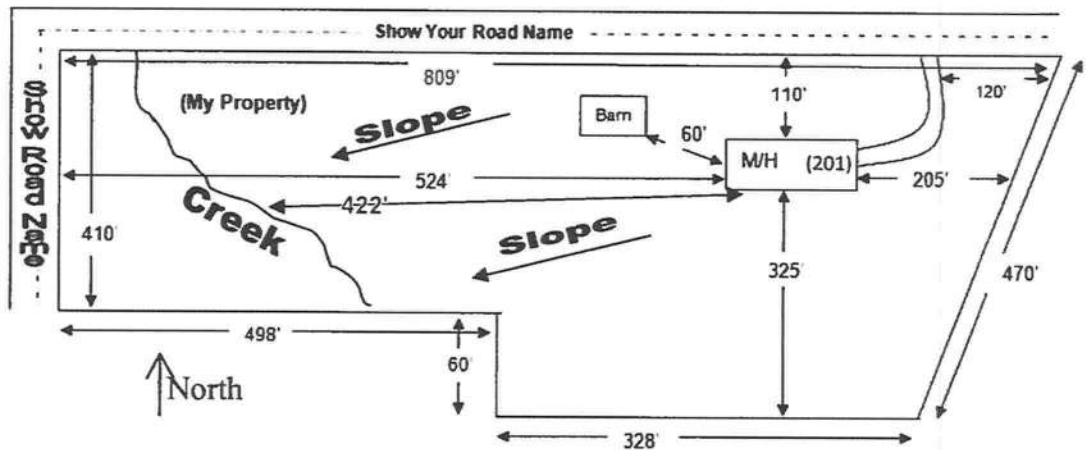 Show Your Road Name
Show Road Name
809'
120'
110'
(My Property)
Slope
Barn
60'
M/H (201)
524'
205'
422'
Creek
410'
Slope
325'
470'
498'
60'
North
328'